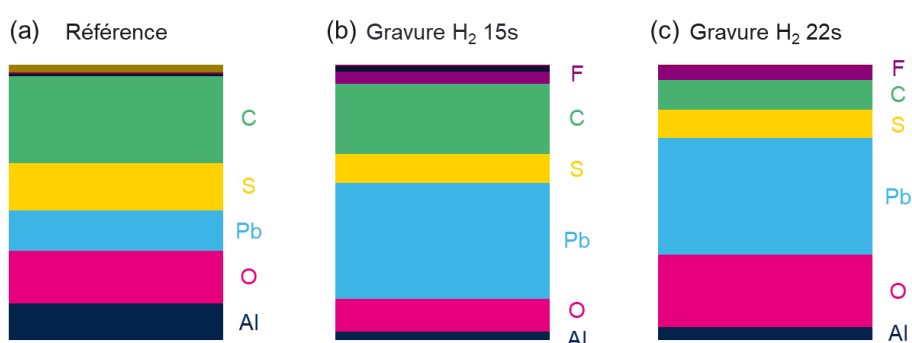 (a) Référence
C
S
Pb
O
Al
(b) Gravure H₂ 15s
F
C
S
Pb
O
Al
(c) Gravure H₂ 22s
F
C
S
Pb
O
Al